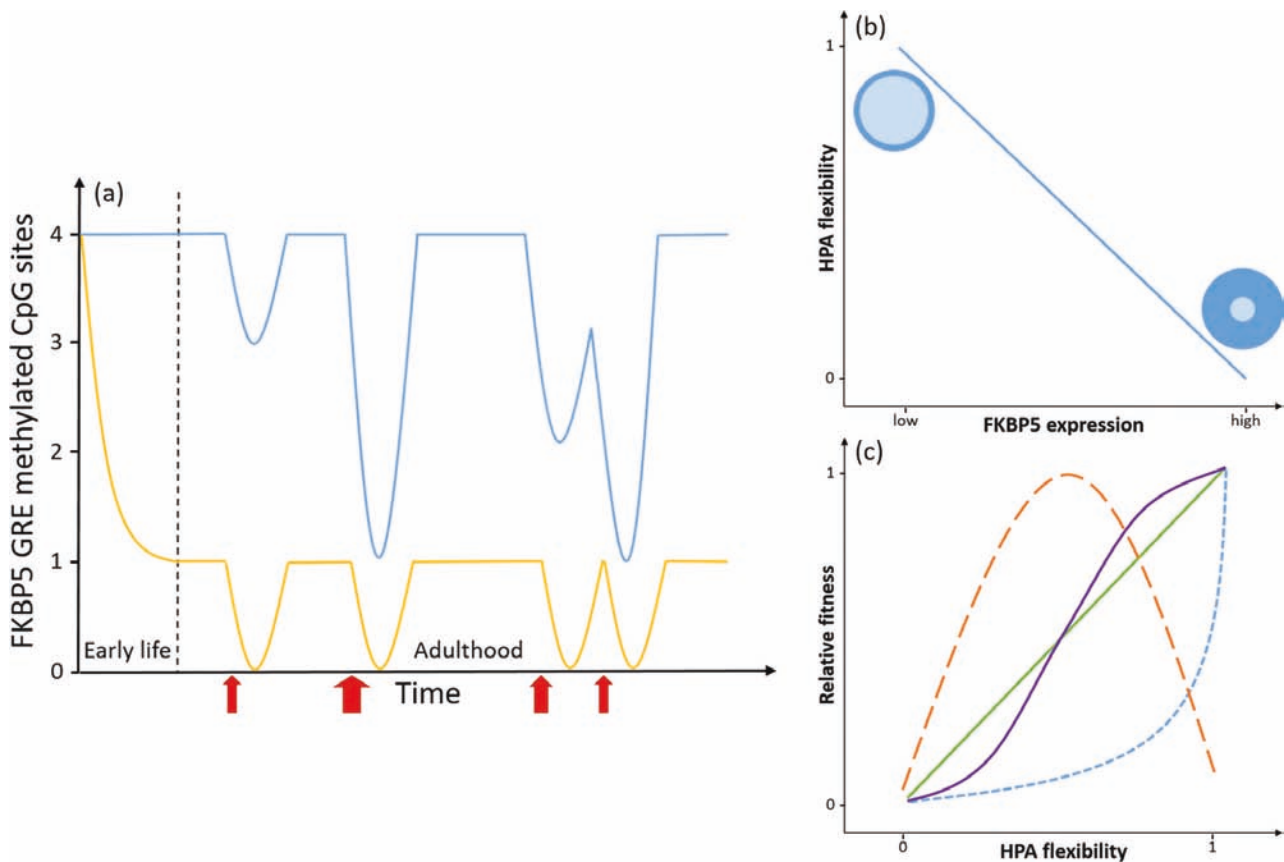 (a)
FKBP5 GRE methylated CpG sites
4
3
2
1
0
Early life
Adulthood
Time
(b)
HPA flexibility
1
0
low
high
FKBP5 expression
(c)
Relative fitness
1
0
0
1
HPA flexibility